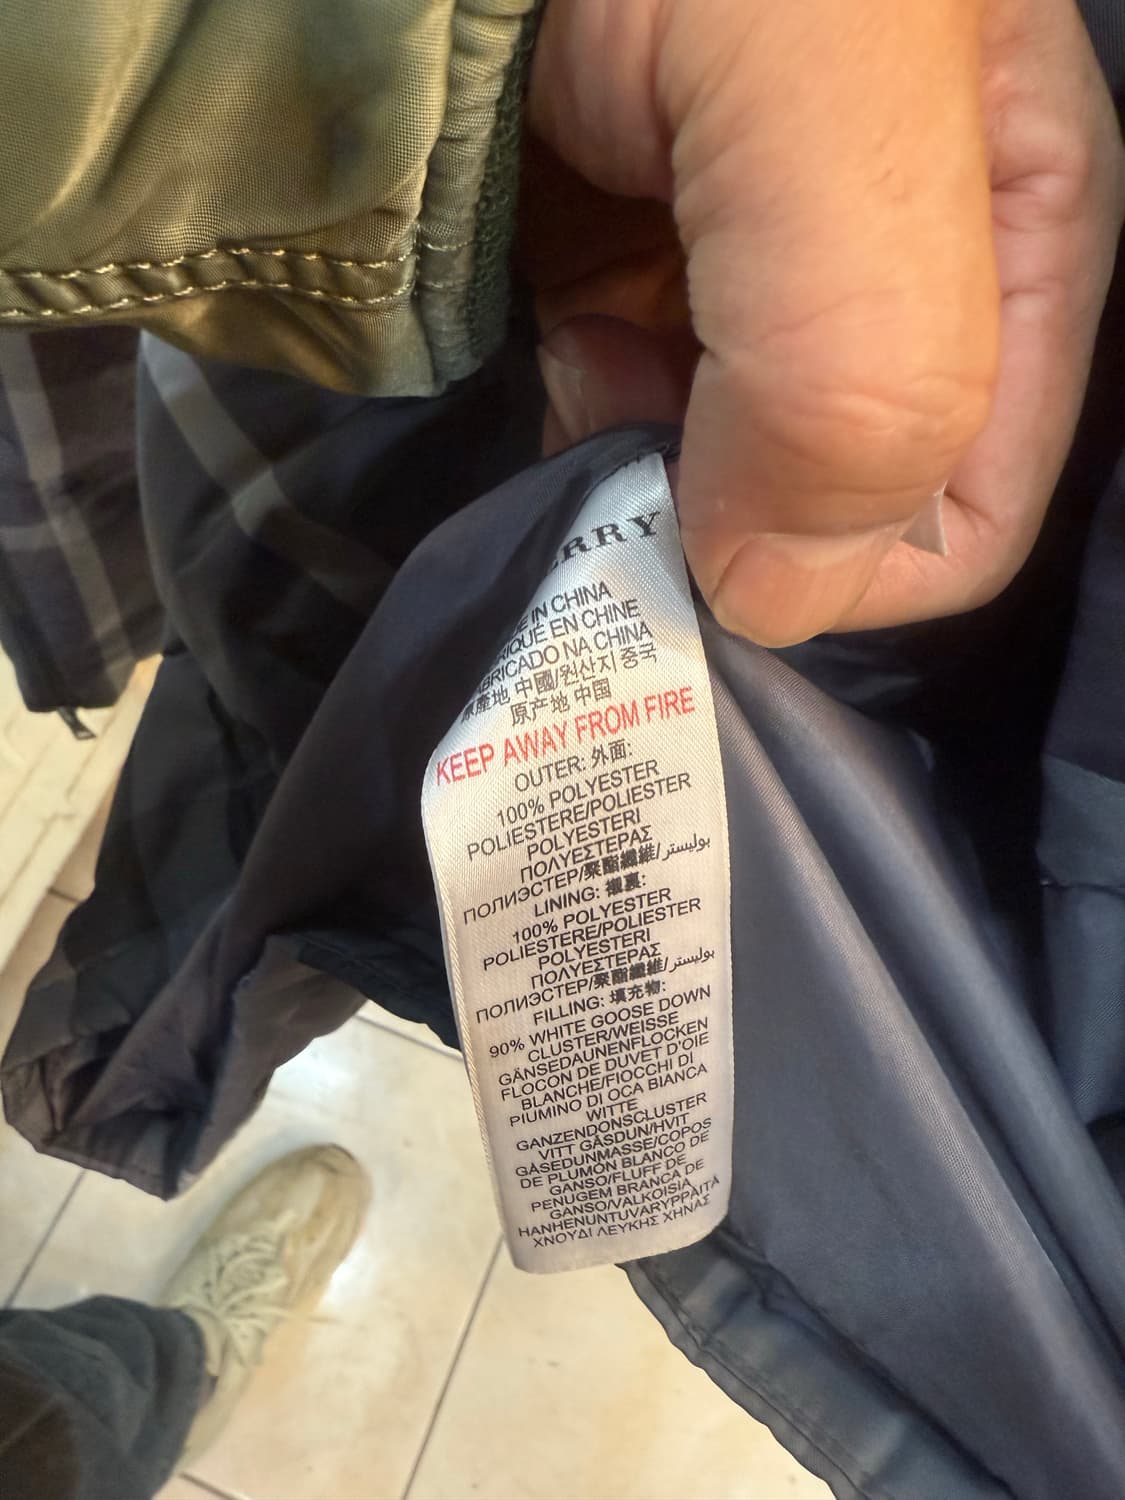 RRY
E IN CHINA
RIQUÉ EN CHINE
ABRICADO NA CHINA
原產地 中國/원산지 중국
原产地 中国
KEEP AWAY FROM FIRE
OUTER: 外面:
100% POLYESTER
POLIESTERE/POLIESTER
POLYESTERI
ΠΟΛΥΕΣΤΕΡΑΣ
ПОЛИЭСТЕР/聚酯纖維/بوليستر
LINING: 襯裏:
100% POLYESTER
POLIESTERE/POLIESTER
POLYESTERI
ΠΟΛΥΕΣΤΕΡΑΣ
ПОЛИЭСТЕР/聚酯纖維/بوليستر
FILLING: 填充物:
90% WHITE GOOSE DOWN
CLUSTER/WEISSE
GÄNSEDAUNENFLOCKEN
FLOCON DE DUVET D'OIE
BLANCHE/FIOCCHI DI
PIUMINO DI OCA BIANCA
WITTE
GANZENDONSCLUSTER
VITT GÅSDUN/HVIT
GÅSEDUNMASSE/COPOS
DE PLUMÓN BLANCO DE
GANSO/FLUFF DE
PENUGEM BRANCA DE
GANSO/VALKOISIA
HANHENUNTUVARYPPÄITÄ
ΧΝΟΥΔΙ ΛΕΥΚΗΣ ΧΗΝΑΣ